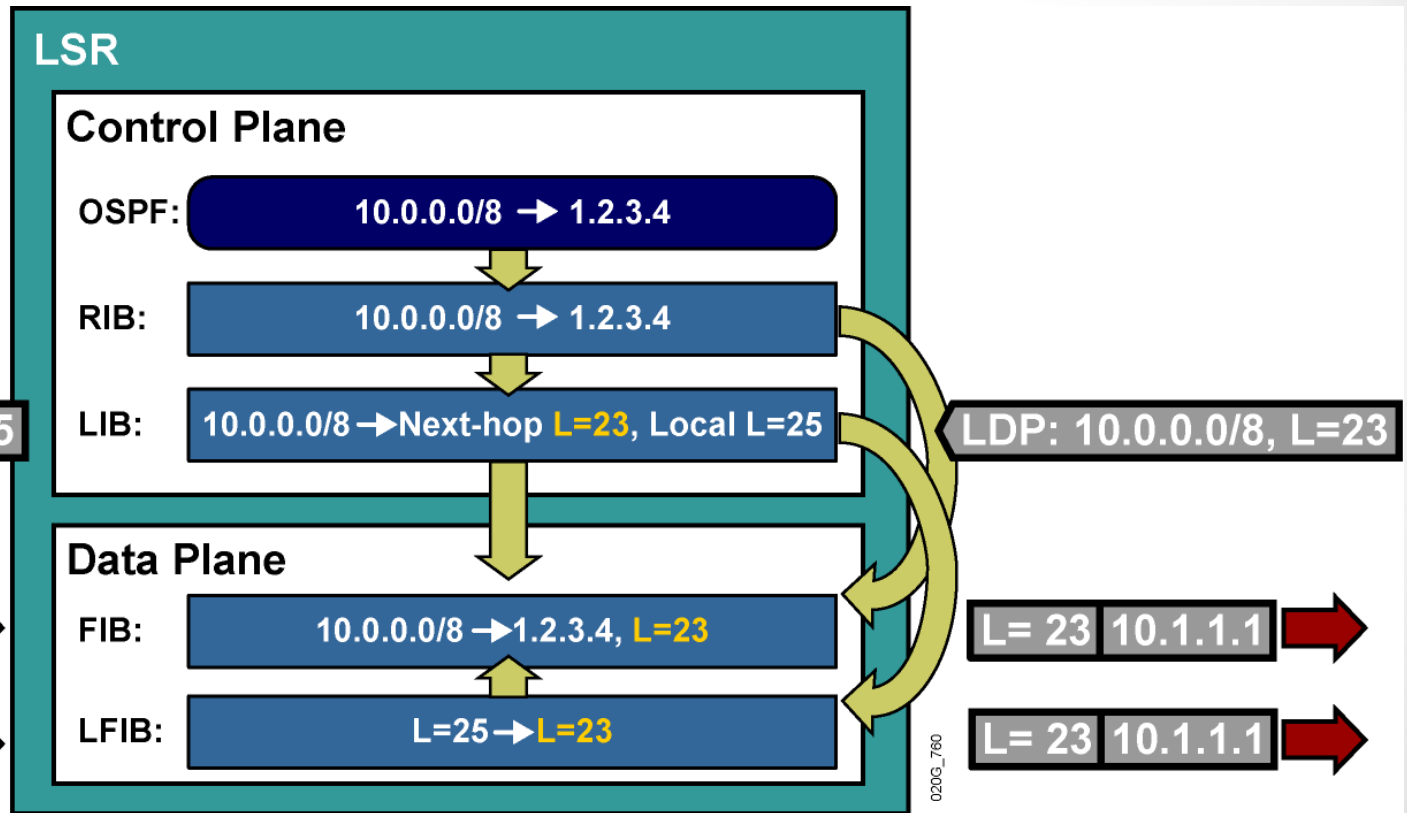 LSR
Control Plane
OSPF: 10.0.0.0/8 → 1.2.3.4
RIB: 10.0.0.0/8 → 1.2.3.4
5
LIB: 10.0.0.0/8 →Next-hop L=23, Local L=25
LDP: 10.0.0.0/8, L=23
Data Plane
FIB: 10.0.0.0/8 →1.2.3.4, L=23
L= 23 10.1.1.1
LFIB: L=25→L=23
L= 23 10.1.1.1
020G_760